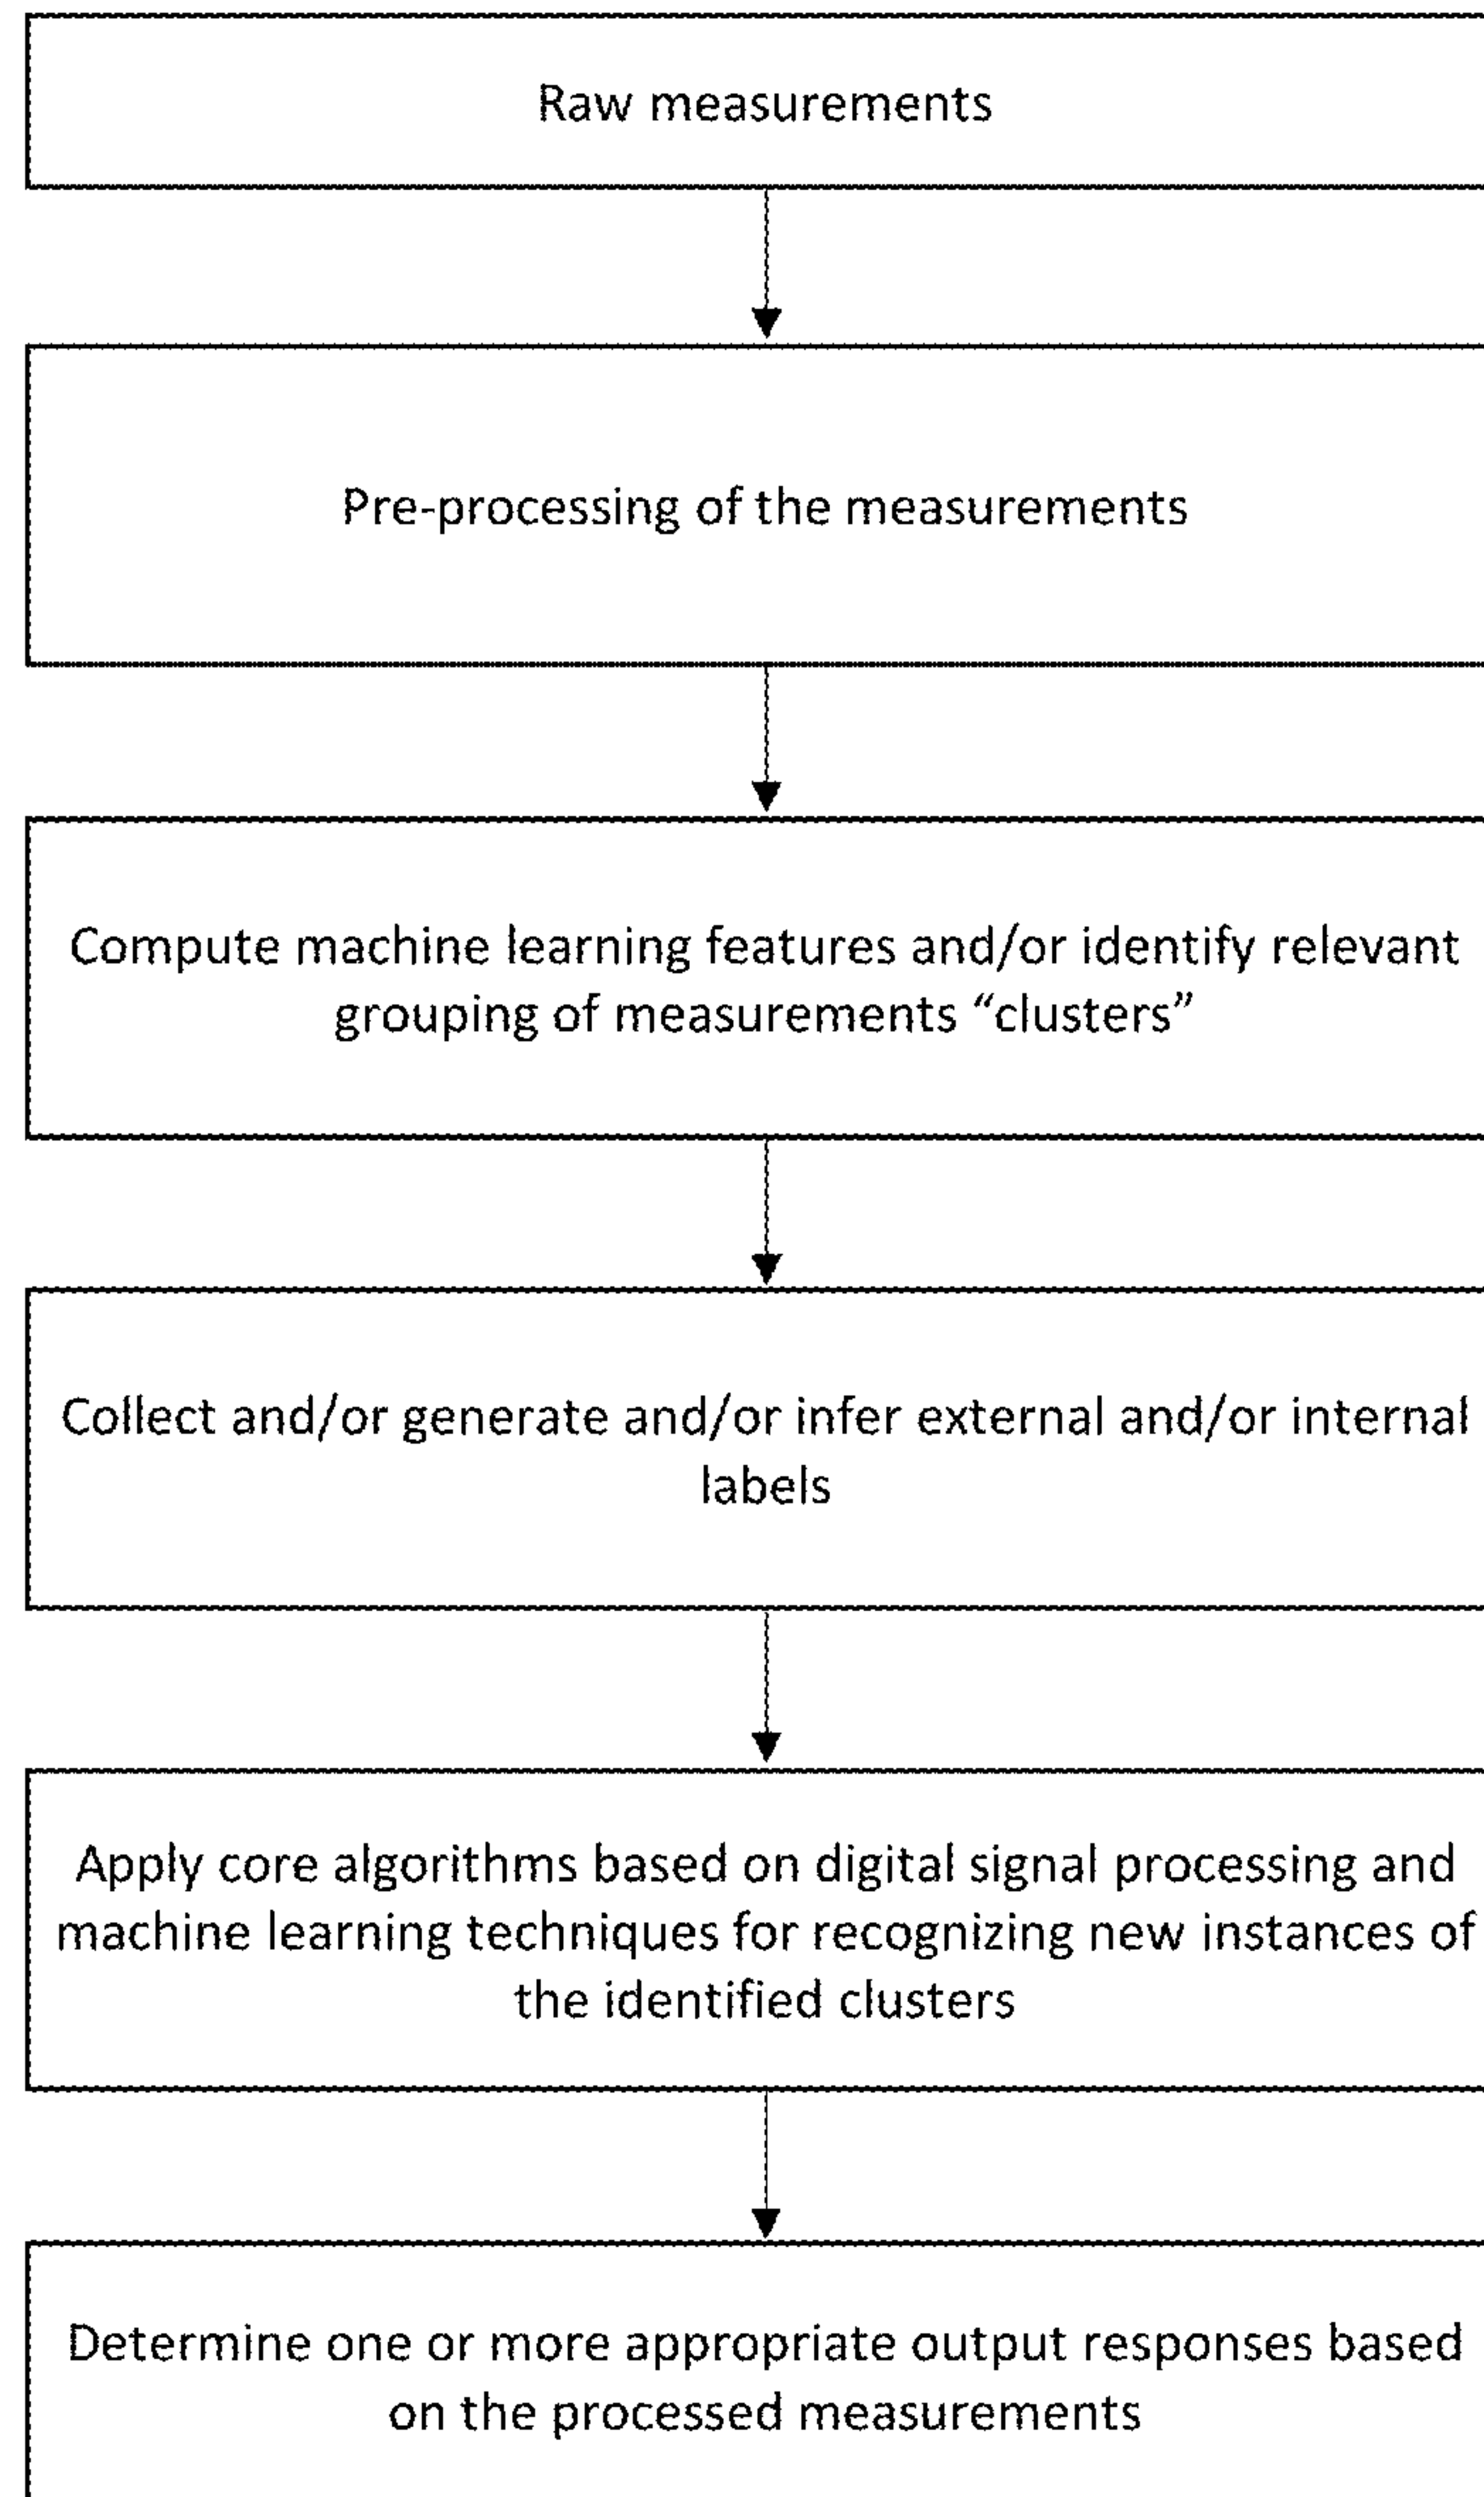 Raw measurements
Pre-processing of the measurements
Compute machine learning features and/or identify relevant
grouping of measurements “clusters”
Collect and/or generate and/or infer external and/or internal
labels
Apply core algorithms based on digital signal processing and
machine learning techniques for recognizing new instances of
the identified clusters
Determine one or more appropriate output responses based
on the processed measurements